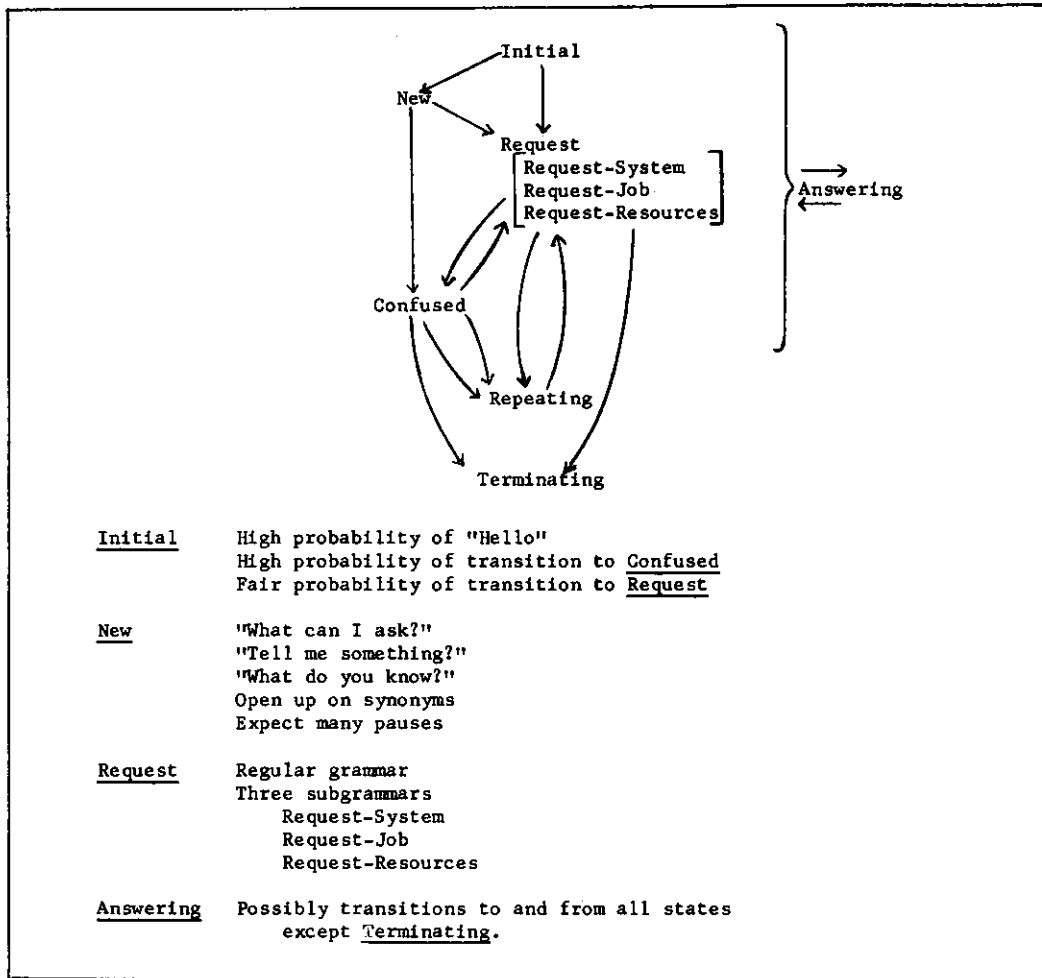 Initial
New
Request
Request-System
Request-Job
Request-Resources
Answering
Confused
Repeating
Terminating
Initial High probability of "Hello"
High probability of transition to Confused
Fair probability of transition to Request
New "What can I ask?"
"Tell me something?"
"What do you know?"
Open up on synonyms
Expect many pauses
Request Regular grammar
Three subgrammars
Request-System
Request-Job
Request-Resources
Answering Possibly transitions to and from all states
except Terminating.